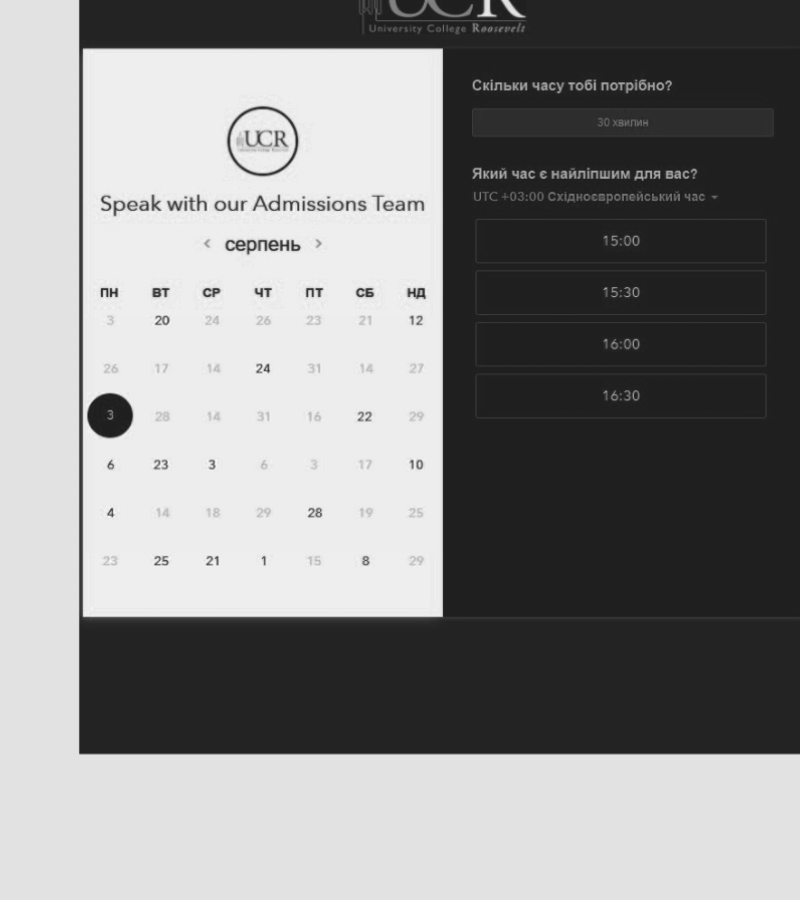 UCR
University College Roosevelt
UCR
Speak with our Admissions Team
< серпень >
ПН ВТ СР ЧТ ПТ СБ НД
3 20 24 26 23 21 12
26 17 14 24 31 14 27
3 28 14 31 16 22 29
6 23 3 6 3 17 10
4 14 18 29 28 19 25
23 25 21 1 15 8 29
Скільки часу тобі потрібно?
30 хвилин
Який час є найліпшим для вас?
UTC +03:00 Східноєвропейський час
15:00
15:30
16:00
16:30